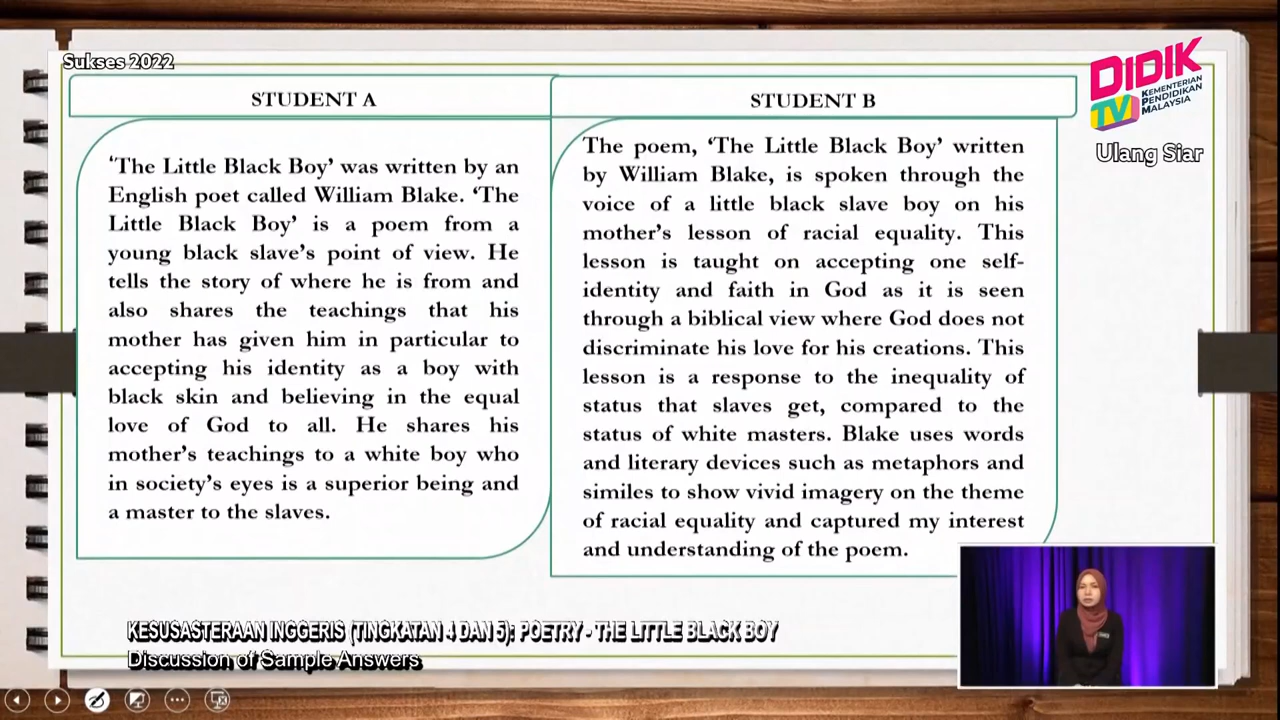 Sukses 2022
DIDIK
TV
KEMENTERIAN
PENDIDIKAN
MALAYSIA
Ulang Siar
STUDENT A
'The Little Black Boy' was written by an
English poet called William Blake. 'The
Little Black Boy' is a poem from a
young black slave's point of view. He
tells the story of where he is from and
also shares the teachings that his
mother has given him in particular to
accepting his identity as a boy with
black skin and believing in the equal
love of God to all. He shares his
mother's teachings to a white boy who
in society's eyes is a superior being and
a master to the slaves.
STUDENT B
The poem, 'The Little Black Boy' written
by William Blake, is spoken through the
voice of a little black slave boy on his
mother's lesson of racial equality. This
lesson is taught on accepting one self-
identity and faith in God as it is seen
through a biblical view where God does not
discriminate his love for his creations. This
lesson is a response to the inequality of
status that slaves get, compared to the
status of white masters. Blake uses words
and literary devices such as metaphors and
similes to show vivid imagery on the theme
of racial equality and captured my interest
and understanding of the poem.
KESUSASTERAAN INGGERIS (TINGKATAN 4 DAN 5): POETRY - THE LITTLE BLACK BOY
Discussion of Sample Answers